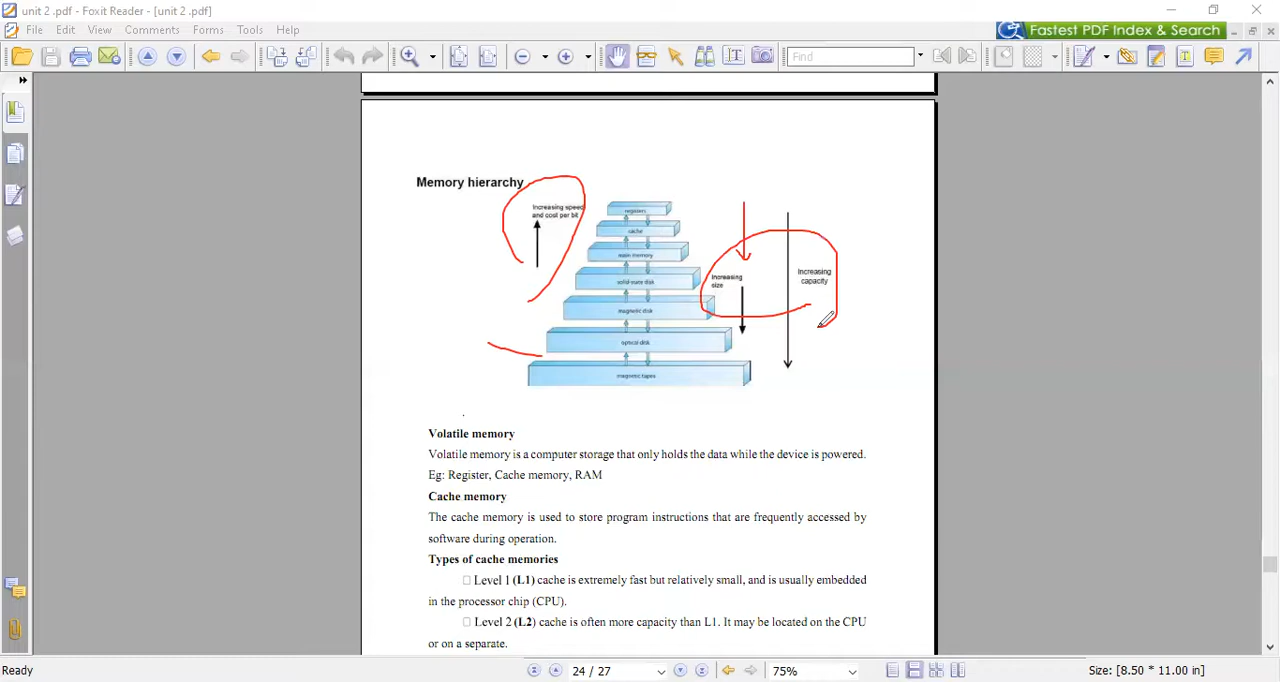 unit 2 .pdf - Foxit Reader - [unit 2 .pdf]
File Edit View Comments Forms Tools Help
Fastest PDF Index & Search
Find
Memory hierarchy
Increasing speed
and cost per bit
registers
cache
main memory
solid state disk
magnetic disk
optical disk
magnetic tapes
Increasing
size
Increasing
capacity
Volatile memory
Volatile memory is a computer storage that only holds the data while the device is powered.
Eg: Register, Cache memory, RAM
Cache memory
The cache memory is used to store program instructions that are frequently accessed by
software during operation.
Types of cache memories
Level 1 (L1) cache is extremely fast but relatively small, and is usually embedded
in the processor chip (CPU).
Level 2 (L2) cache is often more capacity than L1. It may be located on the CPU
or on a separate.
Ready
24 / 27
75%
Size: [8.50 * 11.00 in]